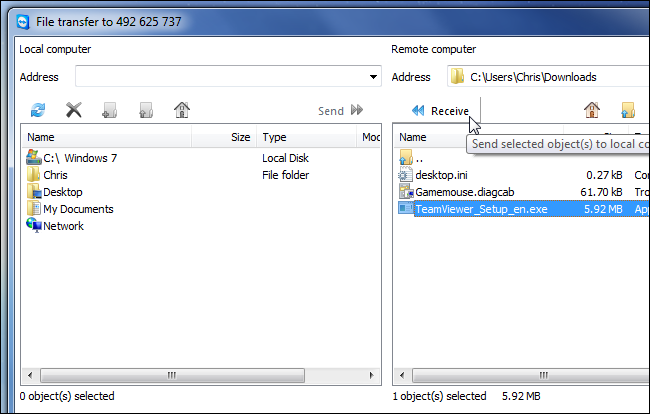 File transfer to 492 625 737
Local computer
Remote computer
Address
Address C:\Users\Chris\Downloads
Send
Receive
Send selected object(s) to local co
Name Size Type Mod
C:\ Windows 7 Local Disk
Chris File folder
Desktop
My Documents
Network
Name Size
..
desktop.ini 0.27 kB Con
Gamemouse.diagcab 61.70 kB Tro
TeamViewer_Setup_en.exe 5.92 MB App
0 object(s) selected
1 object(s) selected 5.92 MB